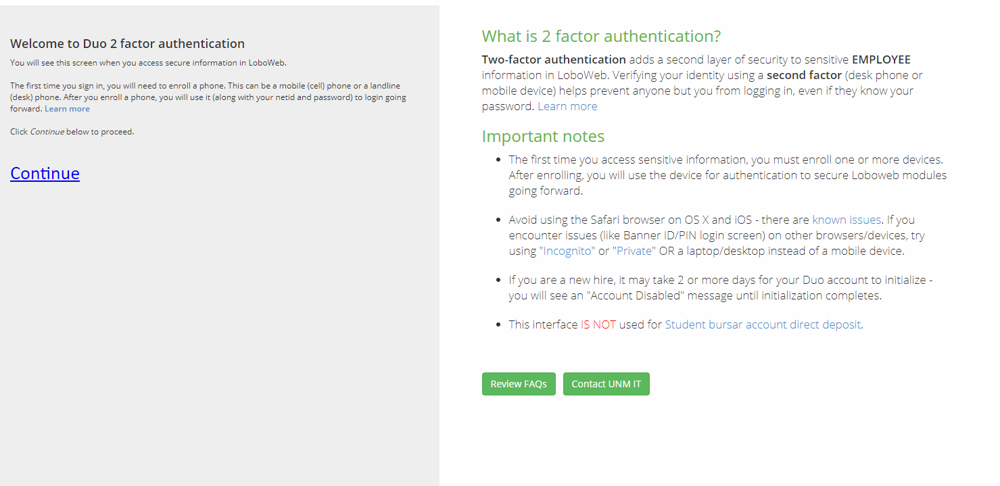 Welcome to Duo 2 factor authentication
You will see this screen when you access secure information in LoboWeb.
The first time you sign in, you will need to enroll a phone. This can be a mobile (cell) phone or a landline
(desk) phone. After you enroll a phone, you will use it (along with your netid and password) to login going
forward. Learn more
Click Continue below to proceed.
Continue
What is 2 factor authentication?
Two-factor authentication adds a second layer of security to sensitive EMPLOYEE
information in LoboWeb. Verifying your identity using a second factor (desk phone or
mobile device) helps prevent anyone but you from logging in, even if they know your
password. Learn more
Important notes
• The first time you access sensitive information, you must enroll one or more devices.
After enrolling, you will use the device for authentication to secure Loboweb modules
going forward.
• Avoid using the Safari browser on OS X and iOS - there are known issues. If you
encounter issues (like Banner ID/PIN login screen) on other browsers/devices, try
using "Incognito" or "Private" OR a laptop/desktop instead of a mobile device.
• If you are a new hire, it may take 2 or more days for your Duo account to initialize -
you will see an "Account Disabled" message until initialization completes.
• This interface IS NOT used for Student bursar account direct deposit.
Review FAQs
Contact UNM IT